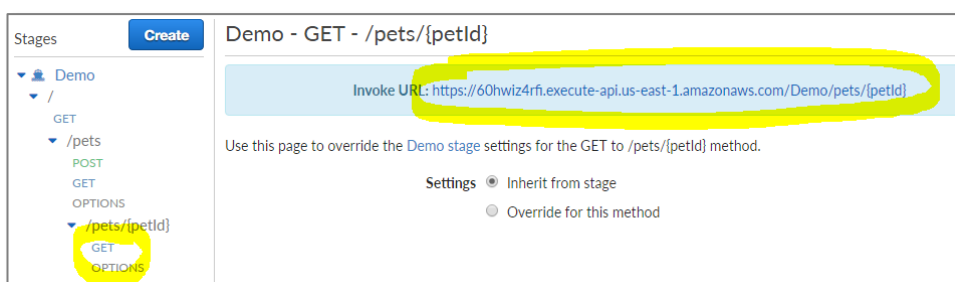 Stages
Create
Demo
/
GET
/pets
POST
GET
OPTIONS
/pets/{petId}
GET
OPTIONS
Demo - GET - /pets/{petId}
Invoke URL: https://60hwiz4rfi.execute-api.us-east-1.amazonaws.com/Demo/pets/{petId}
Use this page to override the Demo stage settings for the GET to /pets/{petId} method.
Settings Inherit from stage
Override for this method